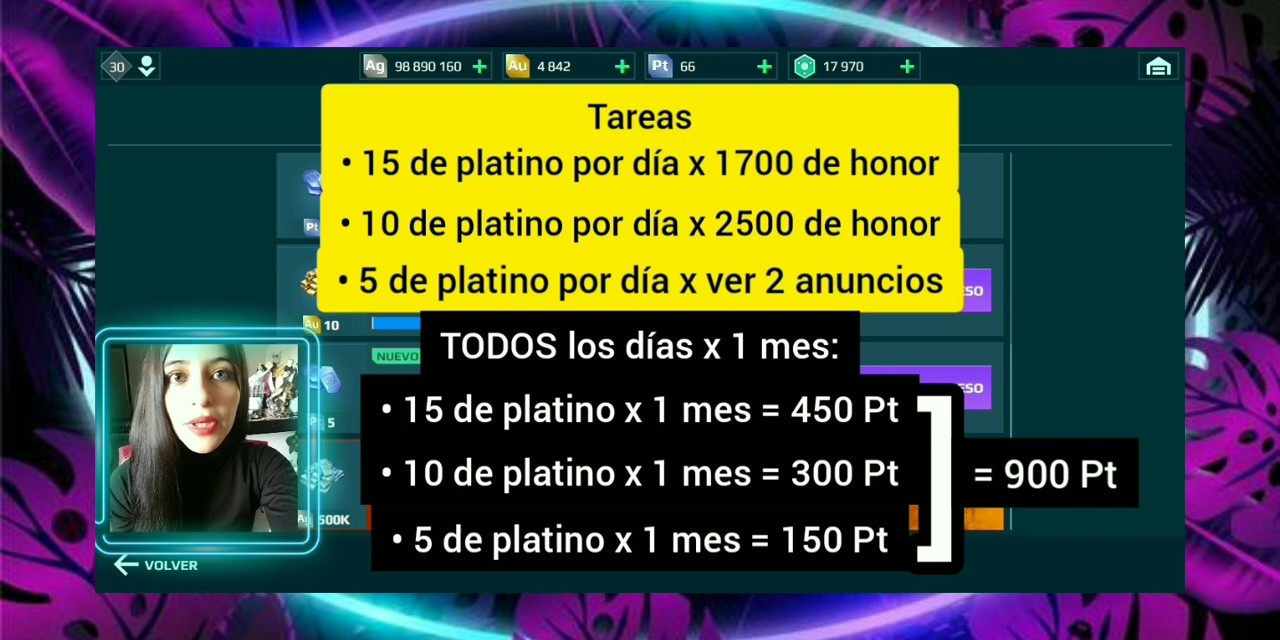 30
Ag 98 890 160 +
Au 4 842 +
Pt 66 +
17 970 +
Tareas
• 15 de platino por día x 1700 de honor
Pt
• 10 de platino por día x 2500 de honor
• 5 de platino por día x ver 2 anuncios
Au 10
TODOS los días x 1 mes:
NUEVO
• 15 de platino x 1 mes = 450 Pt
5
• 10 de platino x 1 mes = 300 Pt
= 900 Pt
Ag 500K
• 5 de platino x 1 mes = 150 Pt
VOLVER